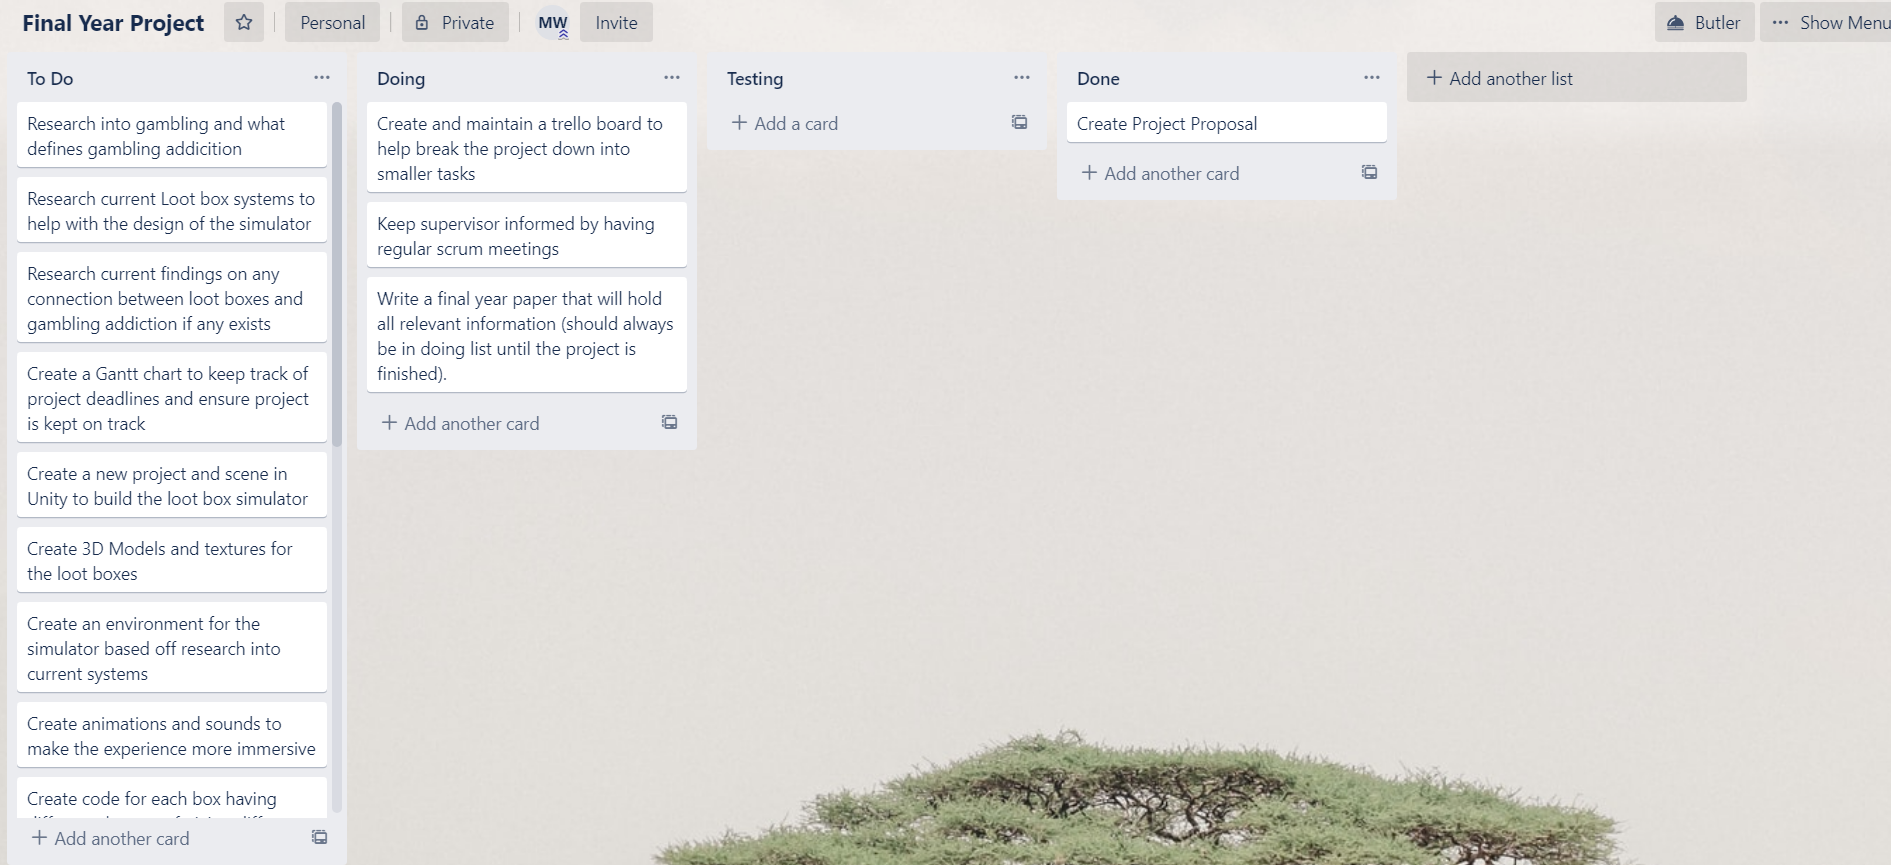 Final Year Project
Personal
Private
MW
Invite
Butler
··· Show Menu
To Do
Research into gambling and what
defines gambling addicition
Research current Loot box systems to
help with the design of the simulator
Research current findings on any
connection between loot boxes and
gambling addiction if any exists
Create a Gantt chart to keep track of
project deadlines and ensure project
is kept on track
Create a new project and scene in
Unity to build the loot box simulator
Create 3D Models and textures for
the loot boxes
Create an environment for the
simulator based off research into
current systems
Create animations and sounds to
make the experience more immersive
Create code for each box having
+ Add another card
Doing
Create and maintain a trello board to
help break the project down into
smaller tasks
Keep supervisor informed by having
regular scrum meetings
Write a final year paper that will hold
all relevant information (should always
be in doing list until the project is
finished).
+ Add another card
Testing
+ Add a card
Done
Create Project Proposal
+ Add another card
+ Add another list